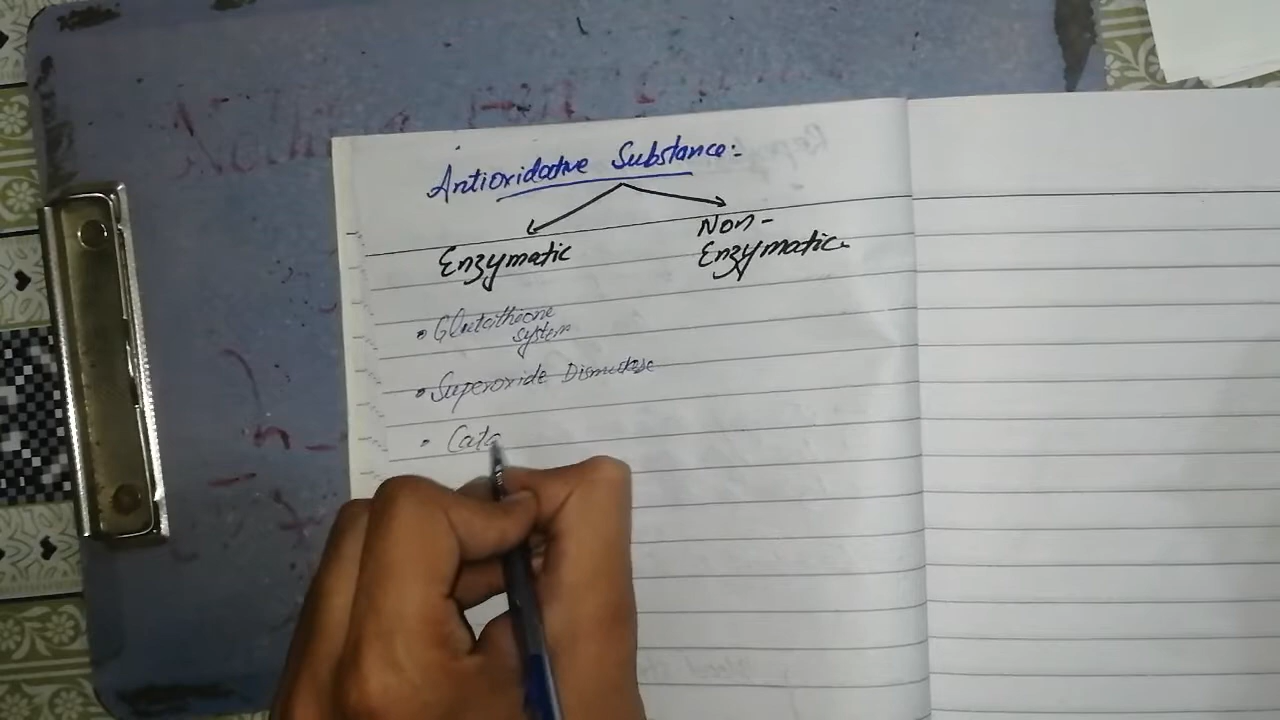 Antioxidative Substance:-
Enzymatic
Non-
Enzymatic.
• Glutathione
system
• Superoxide Dismutase
• Cata